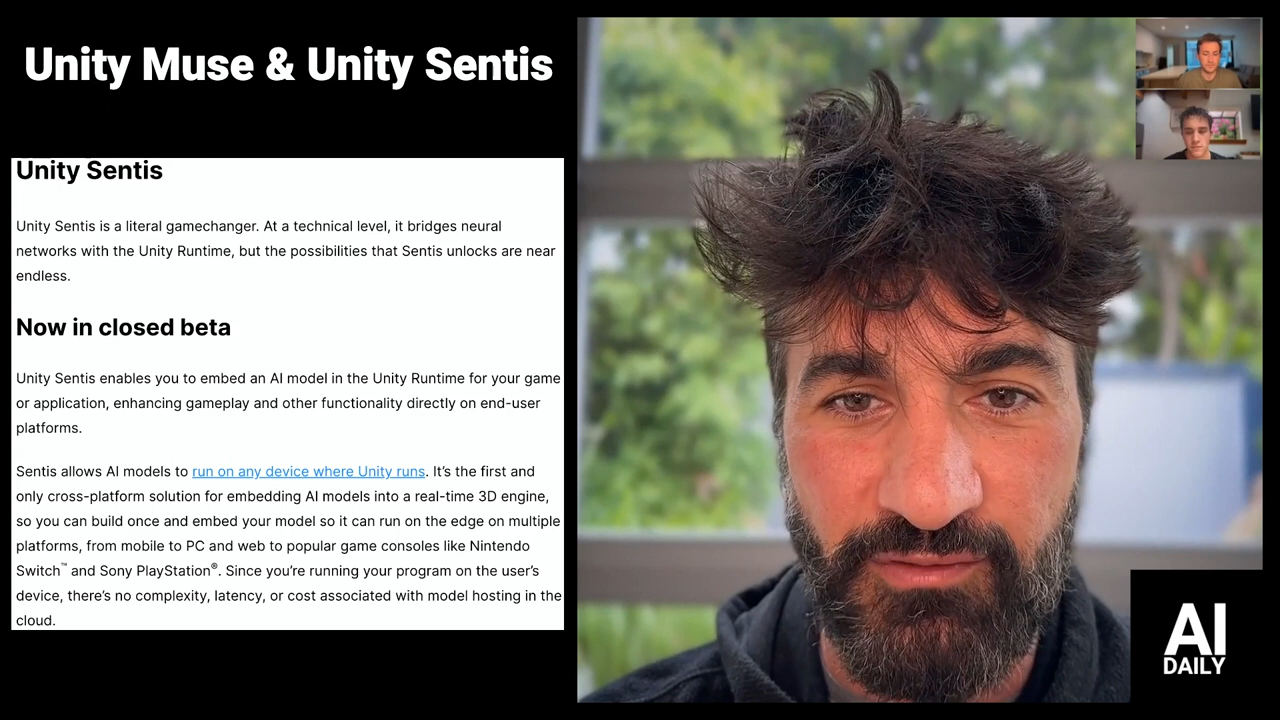 Unity Muse & Unity Sentis
Unity Sentis
Unity Sentis is a literal gamechanger. At a technical level, it bridges neural
networks with the Unity Runtime, but the possibilities that Sentis unlocks are near
endless.
Now in closed beta
Unity Sentis enables you to embed an AI model in the Unity Runtime for your game
or application, enhancing gameplay and other functionality directly on end-user
platforms.
Sentis allows AI models to run on any device where Unity runs. It’s the first and
only cross-platform solution for embedding AI models into a real-time 3D engine,
so you can build once and embed your model so it can run on the edge on multiple
platforms, from mobile to PC and web to popular game consoles like Nintendo
Switch™ and Sony PlayStation®. Since you’re running your program on the user’s
device, there’s no complexity, latency, or cost associated with model hosting in the
cloud.
AI
DAILY